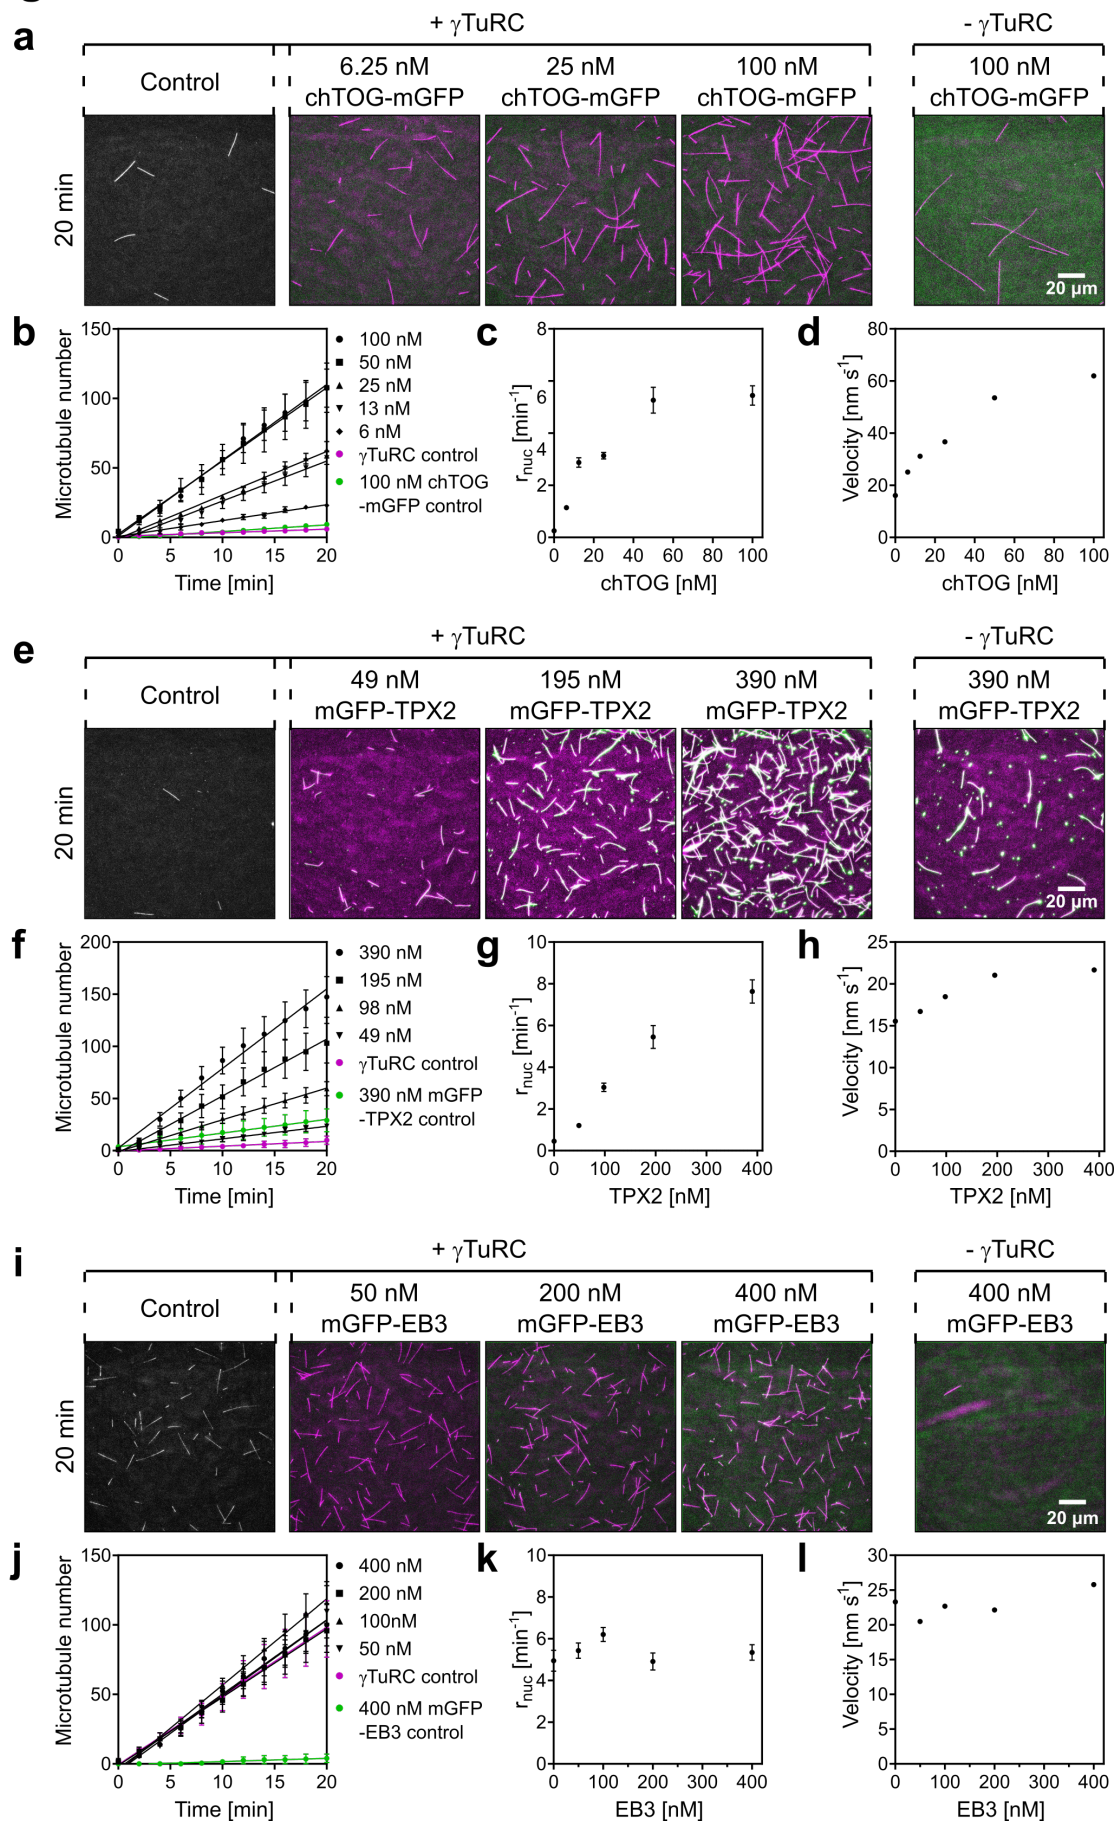 a
+ γTuRC
- γTuRC
Control
6.25 nM
chTOG-mGFP
25 nM
chTOG-mGFP
100 nM
chTOG-mGFP
100 nM
chTOG-mGFP
20 min
20 µm
b
Microtubule number
150
100
50
0
0 5 10 15 20
Time [min]
100 nM
50 nM
25 nM
13 nM
6 nM
γTuRC control
100 nM chTOG
-mGFP control
c
r_nuc [min⁻¹]
8
6
4
2
0
0 20 40 60 80 100
chTOG [nM]
d
Velocity [nm s⁻¹]
80
60
40
20
0
0 20 40 60 80 100
chTOG [nM]
e
+ γTuRC
- γTuRC
Control
49 nM
mGFP-TPX2
195 nM
mGFP-TPX2
390 nM
mGFP-TPX2
390 nM
mGFP-TPX2
20 min
20 µm
f
Microtubule number
200
150
100
50
0
0 5 10 15 20
Time [min]
390 nM
195 nM
98 nM
49 nM
γTuRC control
390 nM mGFP
-TPX2 control
g
r_nuc [min⁻¹]
10
8
6
4
2
0
0 100 200 300 400
TPX2 [nM]
h
Velocity [nm s⁻¹]
25
20
15
10
5
0
0 100 200 300 400
TPX2 [nM]
i
+ γTuRC
- γTuRC
Control
50 nM
mGFP-EB3
200 nM
mGFP-EB3
400 nM
mGFP-EB3
400 nM
mGFP-EB3
20 min
20 µm
j
Microtubule number
150
100
50
0
0 5 10 15 20
Time [min]
400 nM
200 nM
100nM
50 nM
γTuRC control
400 nM mGFP
-EB3 control
k
r_nuc [min⁻¹]
10
8
6
4
2
0
0 100 200 300 400
EB3 [nM]
l
Velocity [nm s⁻¹]
30
25
20
15
10
5
0
0 100 200 300 400
EB3 [nM]